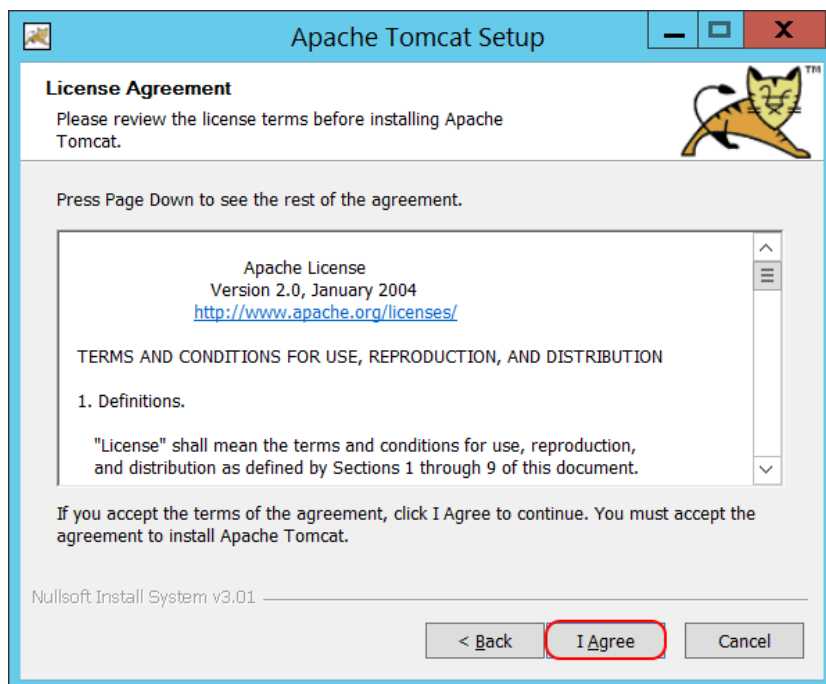 Apache Tomcat Setup
X
License Agreement
Please review the license terms before installing Apache
Tomcat.
TM
Press Page Down to see the rest of the agreement.
Apache License
Version 2.0, January 2004
http://www.apache.org/licenses/
TERMS AND CONDITIONS FOR USE, REPRODUCTION, AND DISTRIBUTION
1. Definitions.
"License" shall mean the terms and conditions for use, reproduction,
and distribution as defined by Sections 1 through 9 of this document.
If you accept the terms of the agreement, click I Agree to continue. You must accept the
agreement to install Apache Tomcat.
Nullsoft Install System v3.01
< Back
I Agree
Cancel